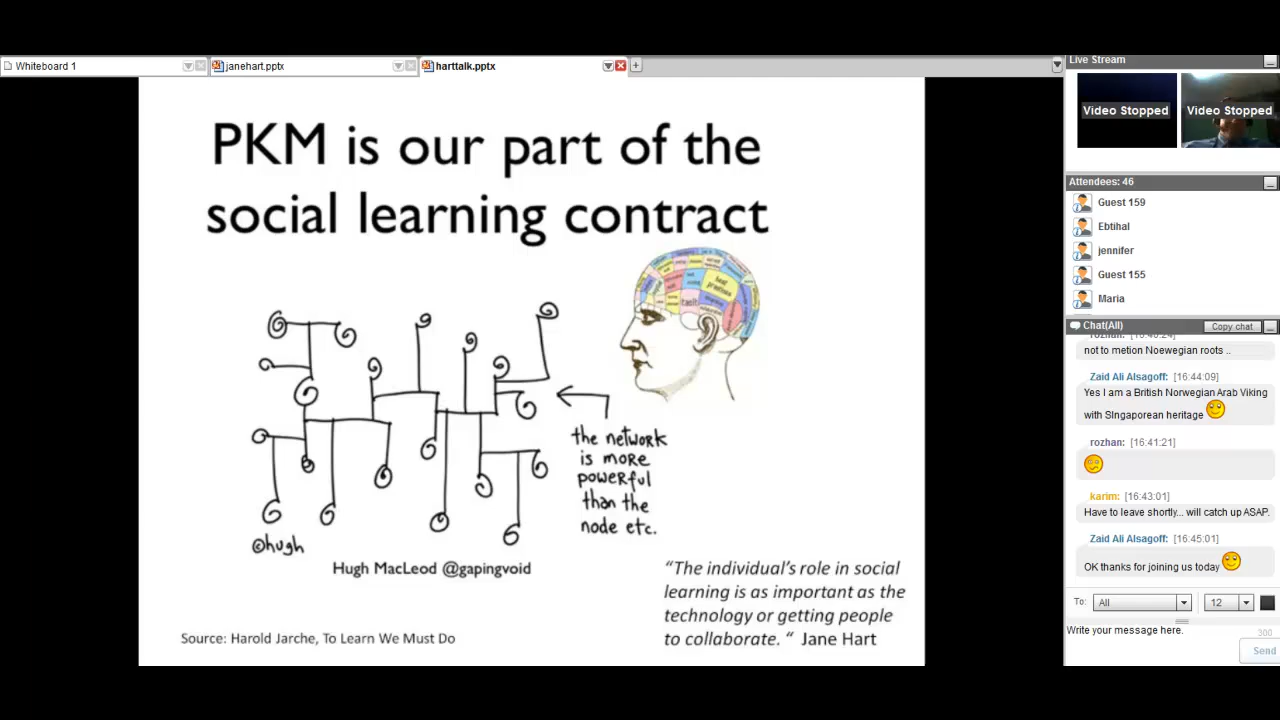 Whiteboard 1
janehart.pptx
harttalk.pptx
PKM is our part of the
social learning contract
the network
is more
powerful
than the
node etc.
©hugh
Hugh MacLeod @gapingvoid
"The individual's role in social
learning is as important as the
technology or getting people
to collaborate. " Jane Hart
Source: Harold Jarche, To Learn We Must Do
Live Stream
Video Stopped
Video Stopped
Attendees: 46
Guest 159
Ebtihal
jennifer
Guest 155
Maria
Chat(All)
Copy chat
not to metion Noewegian roots ..
Zaid Ali Alsagoff: [16:44:09]
Yes I am a British Norwegian Arab Viking
with SIngaporean heritage
rozhan: [16:41:21]
karim: [16:43:01]
Have to leave shortly... will catch up ASAP.
Zaid Ali Alsagoff: [16:45:01]
OK thanks for joining us today
To: All 12
Write your message here.
300
Send